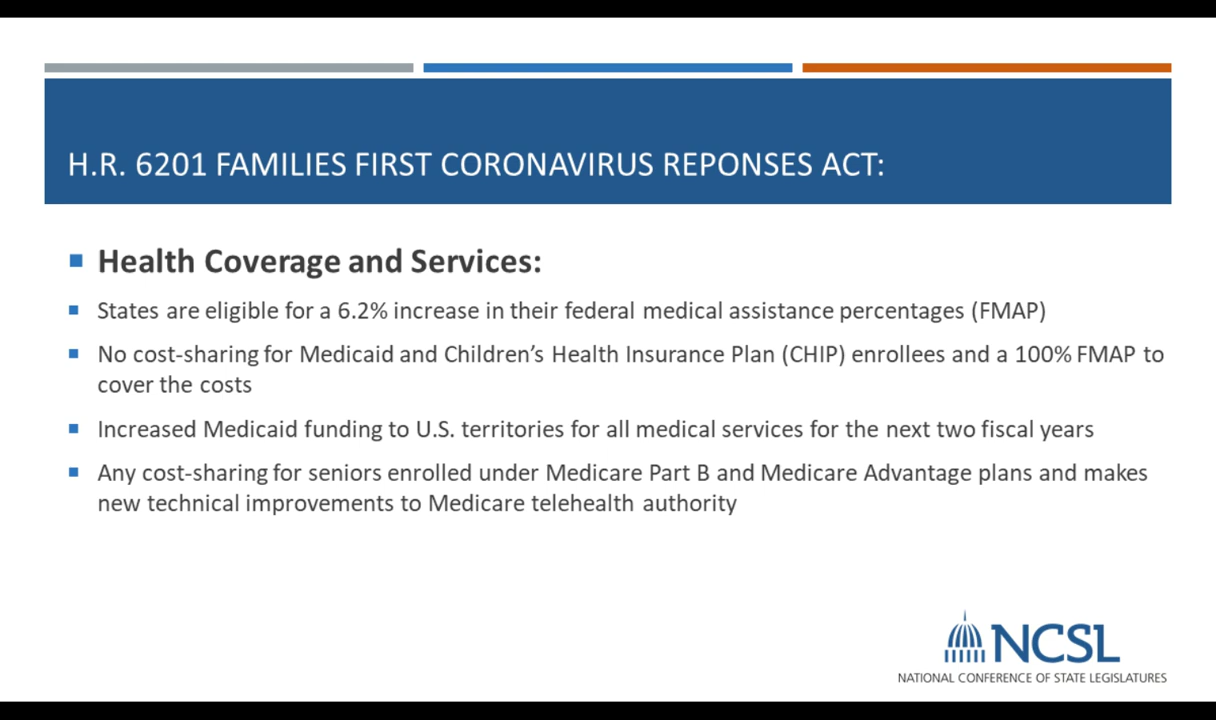 H.R. 6201 FAMILIES FIRST CORONAVIRUS REPONSES ACT:
Health Coverage and Services:
States are eligible for a 6.2% increase in their federal medical assistance percentages (FMAP)
No cost-sharing for Medicaid and Children’s Health Insurance Plan (CHIP) enrollees and a 100% FMAP to
cover the costs
Increased Medicaid funding to U.S. territories for all medical services for the next two fiscal years
Any cost-sharing for seniors enrolled under Medicare Part B and Medicare Advantage plans and makes
new technical improvements to Medicare telehealth authority
NCSL
NATIONAL CONFERENCE OF STATE LEGISLATURES